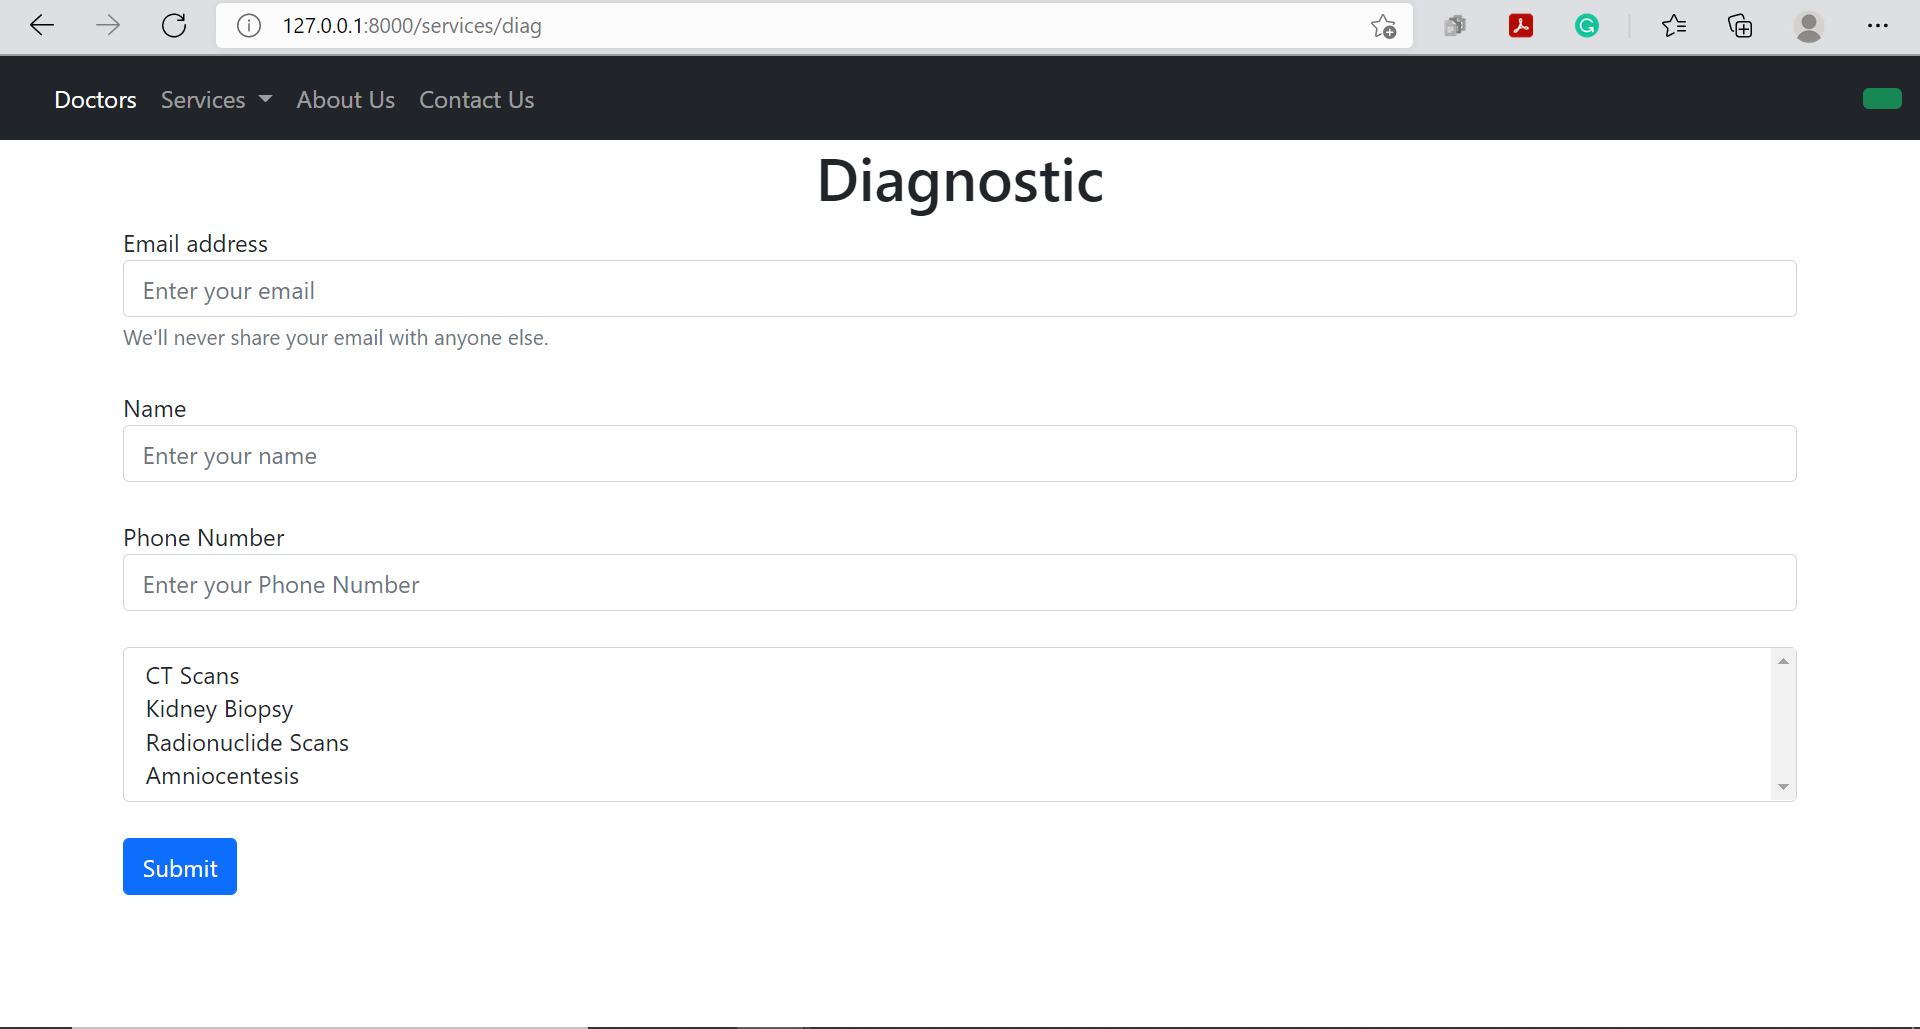 127.0.0.1:8000/services/diag
Doctors Services About Us Contact Us
Diagnostic
Email address
Enter your email
We'll never share your email with anyone else.
Name
Enter your name
Phone Number
Enter your Phone Number
CT Scans
Kidney Biopsy
Radionuclide Scans
Amniocentesis
Submit